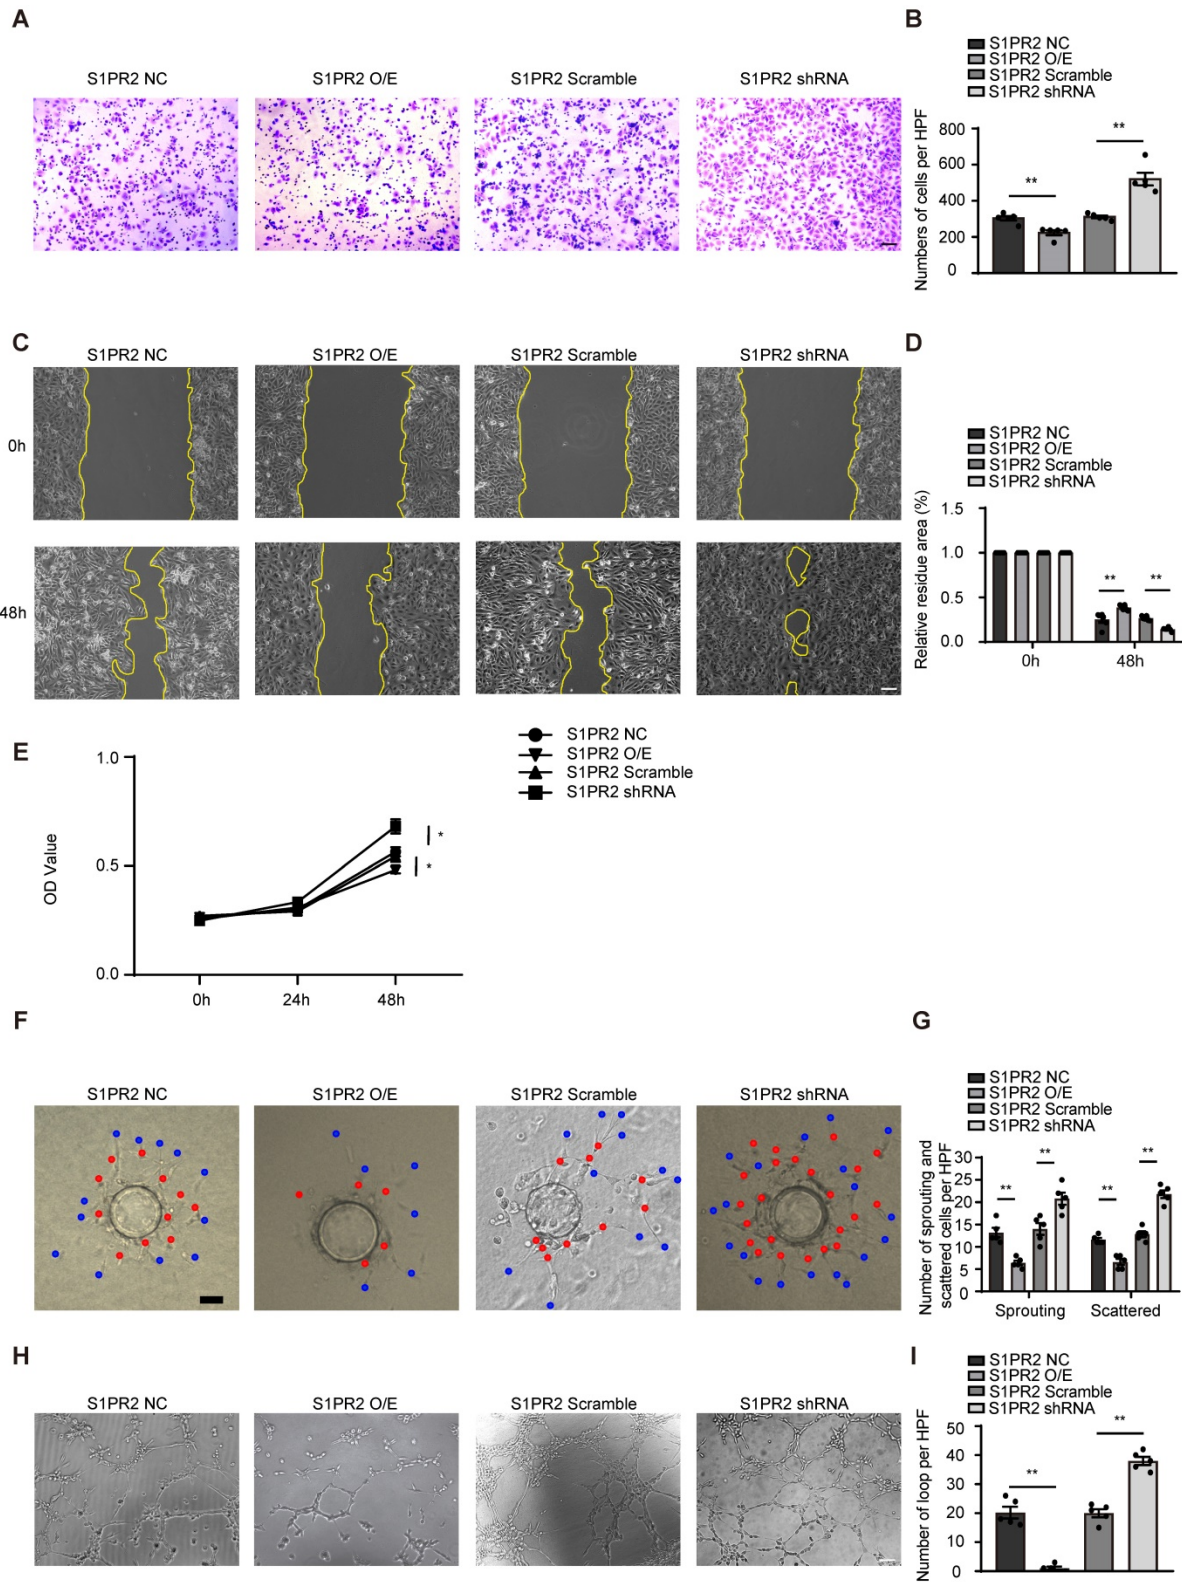 A
S1PR2 NC
S1PR2 O/E
S1PR2 Scramble
S1PR2 shRNA
B
S1PR2 NC
S1PR2 O/E
S1PR2 Scramble
S1PR2 shRNA
Numbers of cells per HPF
800
600
400
200
0
**
**
C
S1PR2 NC
S1PR2 O/E
S1PR2 Scramble
S1PR2 shRNA
0h
48h
D
S1PR2 NC
S1PR2 O/E
S1PR2 Scramble
S1PR2 shRNA
Relative residue area (%)
1.5
1.0
0.5
0.0
**
**
0h
48h
E
S1PR2 NC
S1PR2 O/E
S1PR2 Scramble
S1PR2 shRNA
OD Value
1.0
0.5
0.0
*
*
0h
24h
48h
F
S1PR2 NC
S1PR2 O/E
S1PR2 Scramble
S1PR2 shRNA
G
S1PR2 NC
S1PR2 O/E
S1PR2 Scramble
S1PR2 shRNA
Number of sprouting and
scattered cells per HPF
30
25
20
15
10
5
0
**
**
**
**
Sprouting
Scattered
H
S1PR2 NC
S1PR2 O/E
S1PR2 Scramble
S1PR2 shRNA
I
S1PR2 NC
S1PR2 O/E
S1PR2 Scramble
S1PR2 shRNA
Number of loop per HPF
50
40
30
20
10
0
**
**